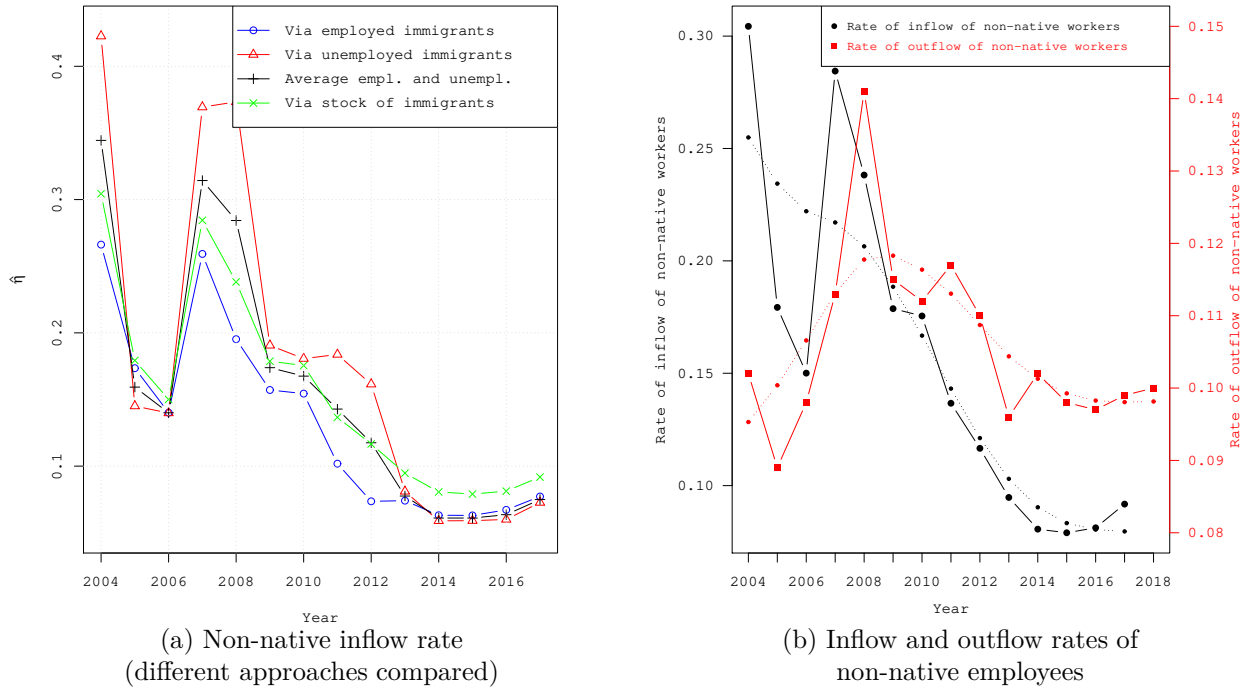 Via employed immigrants
Via unemployed immigrants
Average empl. and unempl.
Via stock of immigrants
0.4
0.3
0.2
0.1
η̂
2004 2006 2008 2010 2012 2014 2016
Year
(a) Non-native inflow rate
(different approaches compared)
Rate of inflow of non-native workers
Rate of outflow of non-native workers
0.30
0.25
0.20
0.15
0.10
Rate of inflow of non-native workers
0.15
0.14
0.13
0.12
0.11
0.10
0.09
0.08
Rate of outflow of non-native workers
2004 2006 2008 2010 2012 2014 2016 2018
Year
(b) Inflow and outflow rates of
non-native employees